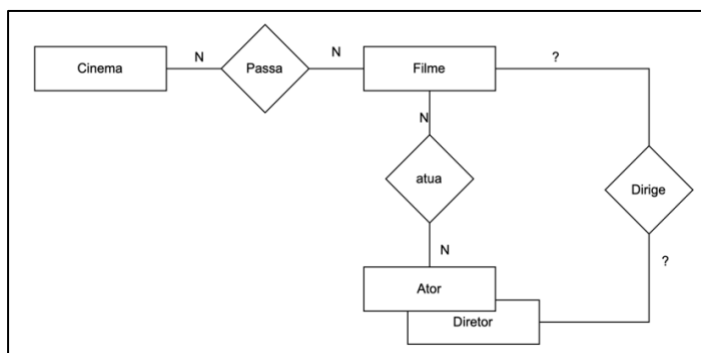 N
N
?
Cinema
Passa
Filme
N
atua
Dirige
N
?
Ator
Diretor